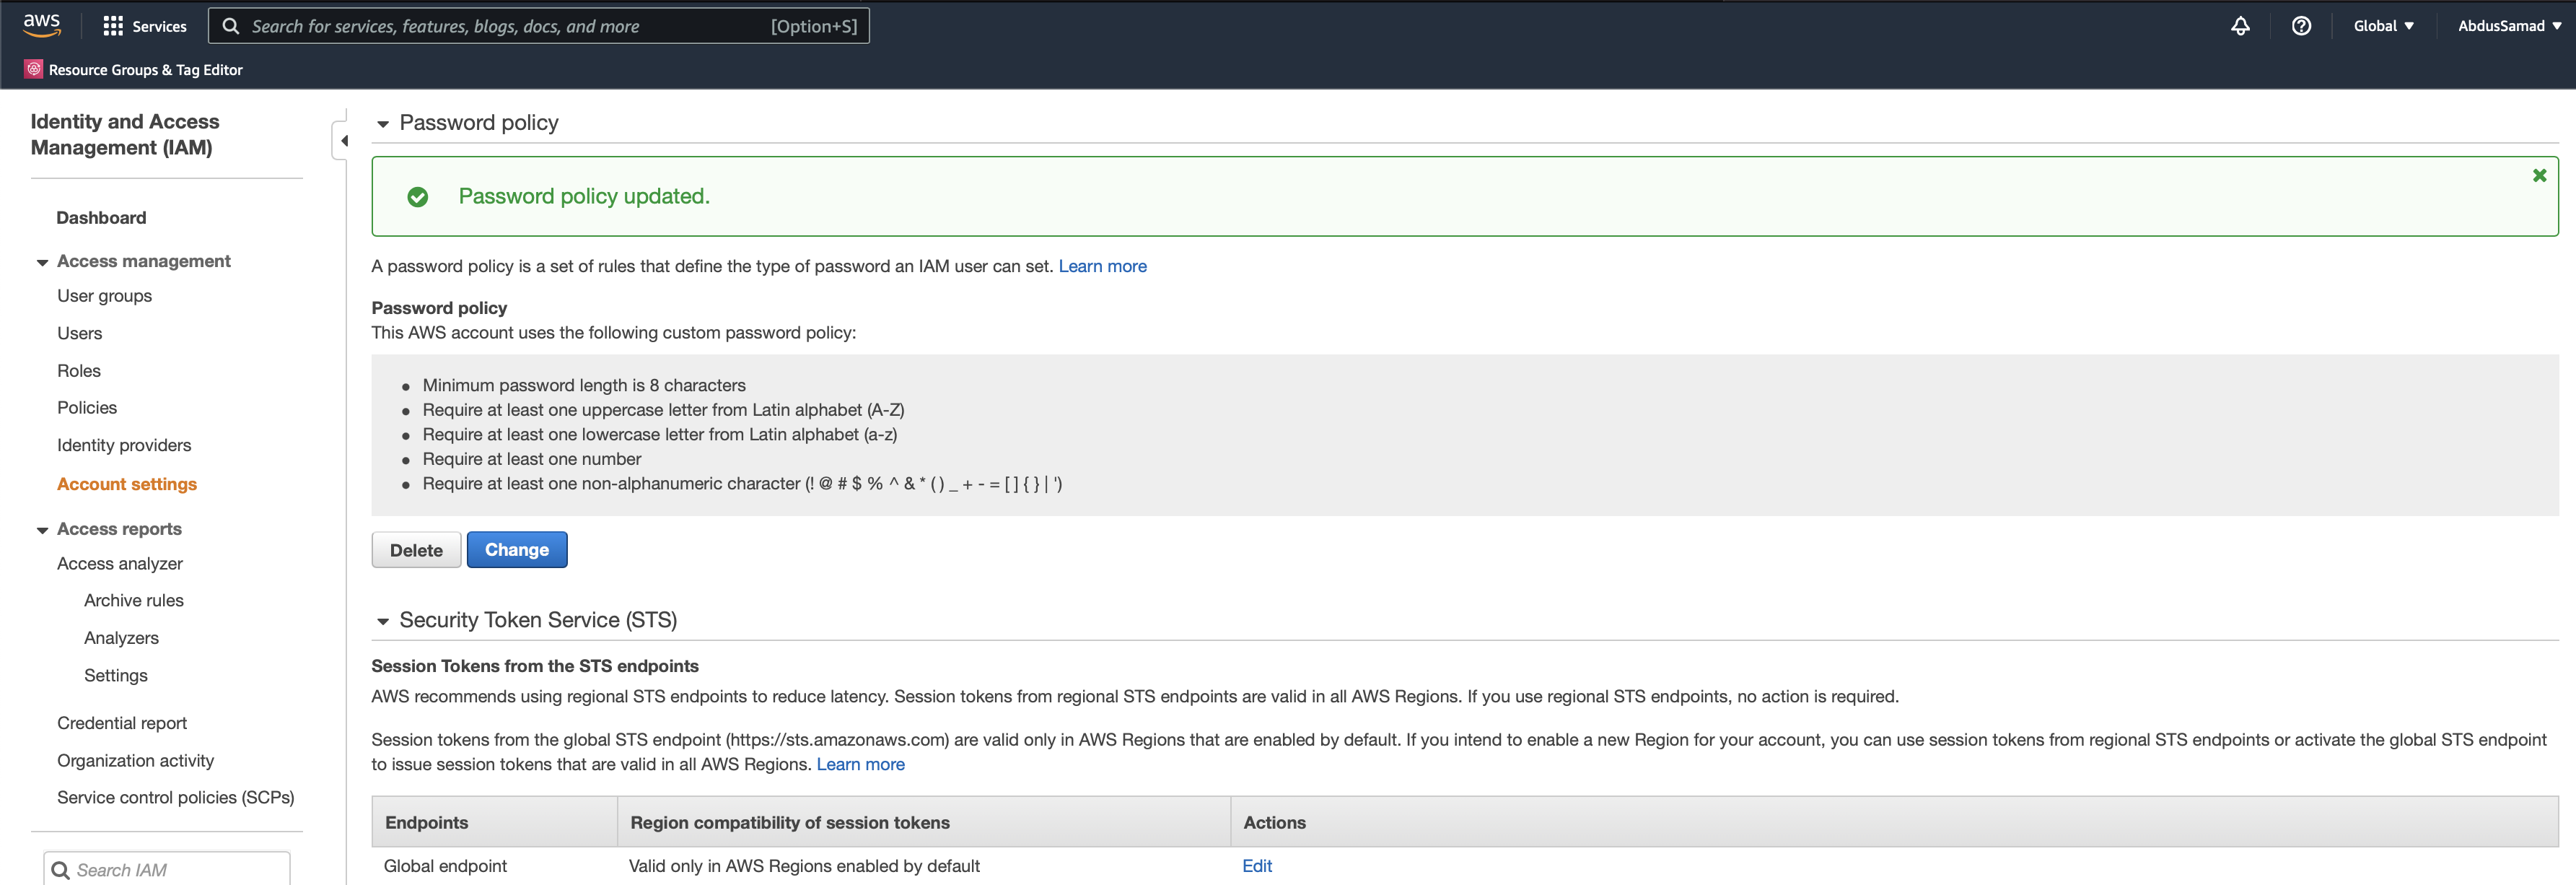 aws
Services
Search for services, features, blogs, docs, and more
[Option+S]
Global
AbdusSamad
Resource Groups & Tag Editor
Identity and Access
Management (IAM)
Dashboard
Access management
User groups
Users
Roles
Policies
Identity providers
Account settings
Access reports
Access analyzer
Archive rules
Analyzers
Settings
Credential report
Organization activity
Service control policies (SCPs)
Search IAM
Password policy
Password policy updated.
A password policy is a set of rules that define the type of password an IAM user can set. Learn more
Password policy
This AWS account uses the following custom password policy:
Minimum password length is 8 characters
Require at least one uppercase letter from Latin alphabet (A-Z)
Require at least one lowercase letter from Latin alphabet (a-z)
Require at least one number
Require at least one non-alphanumeric character (! @ # $ % ^ & * ( ) _ + - = [ ] { } | ')
Delete
Change
Security Token Service (STS)
Session Tokens from the STS endpoints
AWS recommends using regional STS endpoints to reduce latency. Session tokens from regional STS endpoints are valid in all AWS Regions. If you use regional STS endpoints, no action is required.
Session tokens from the global STS endpoint (https://sts.amazonaws.com) are valid only in AWS Regions that are enabled by default. If you intend to enable a new Region for your account, you can use session tokens from regional STS endpoints or activate the global STS endpoint
to issue session tokens that are valid in all AWS Regions. Learn more
Endpoints
Region compatibility of session tokens
Actions
Global endpoint
Valid only in AWS Regions enabled by default
Edit